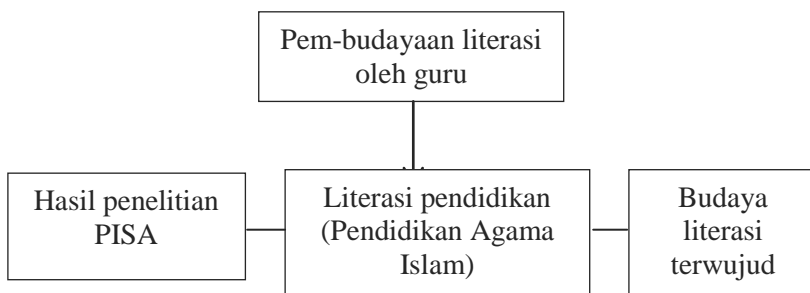 Pem-budayaan literasi
oleh guru
Hasil penelitian
PISA
Literasi pendidikan
(Pendidikan Agama
Islam)
Budaya
literasi
terwujud